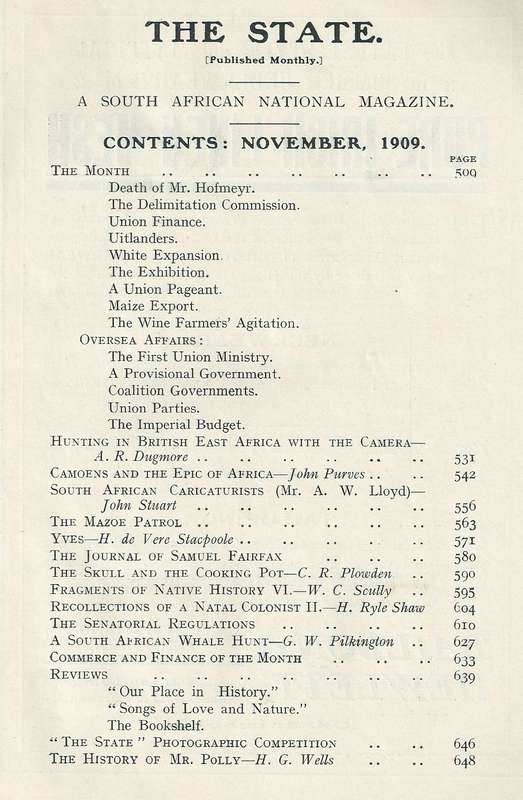 THE STATE.
[Published Monthly.]
A SOUTH AFRICAN NATIONAL MAGAZINE.
CONTENTS: NOVEMBER, 1909.
PAGE
THE MONTH .. .. .. .. .. .. .. 509
Death of Mr. Hofmeyr.
The Delimitation Commission.
Union Finance.
Uitlanders.
White Expansion.
The Exhibition.
A Union Pageant.
Maize Export.
The Wine Farmers' Agitation.
OVERSEA AFFAIRS:
The First Union Ministry.
A Provisional Government.
Coalition Governments.
Union Parties.
The Imperial Budget.
HUNTING IN BRITISH EAST AFRICA WITH THE CAMERA—
A. R. Dugmore .. .. .. .. .. .. 531
CAMOENS AND THE EPIC OF AFRICA—John Purves .. .. 542
SOUTH AFRICAN CARICATURISTS (MR. A. W. LLOYD)—
John Stuart .. .. .. .. .. .. 556
THE MAZOE PATROL .. .. .. .. .. .. 563
YVES—H. de Vere Stacpoole .. .. .. .. .. 571
THE JOURNAL OF SAMUEL FAIRFAX .. .. .. 580
THE SKULL AND THE COOKING POT—C. R. Plowden .. 590
FRAGMENTS OF NATIVE HISTORY VI.—W. C. Scully .. 595
RECOLLECTIONS OF A NATAL COLONIST II.—H. Ryle Shaw 604
THE SENATORIAL REGULATIONS .. .. .. .. 610
A SOUTH AFRICAN WHALE HUNT—G. W. Pilkington .. 627
COMMERCE AND FINANCE OF THE MONTH .. .. .. 633
REVIEWS .. .. .. .. .. .. .. .. 639
"Our Place in History."
"Songs of Love and Nature."
The Bookshelf.
"THE STATE" PHOTOGRAPHIC COMPETITION .. .. 646
THE HISTORY OF MR. POLLY—H. G. Wells .. .. 648